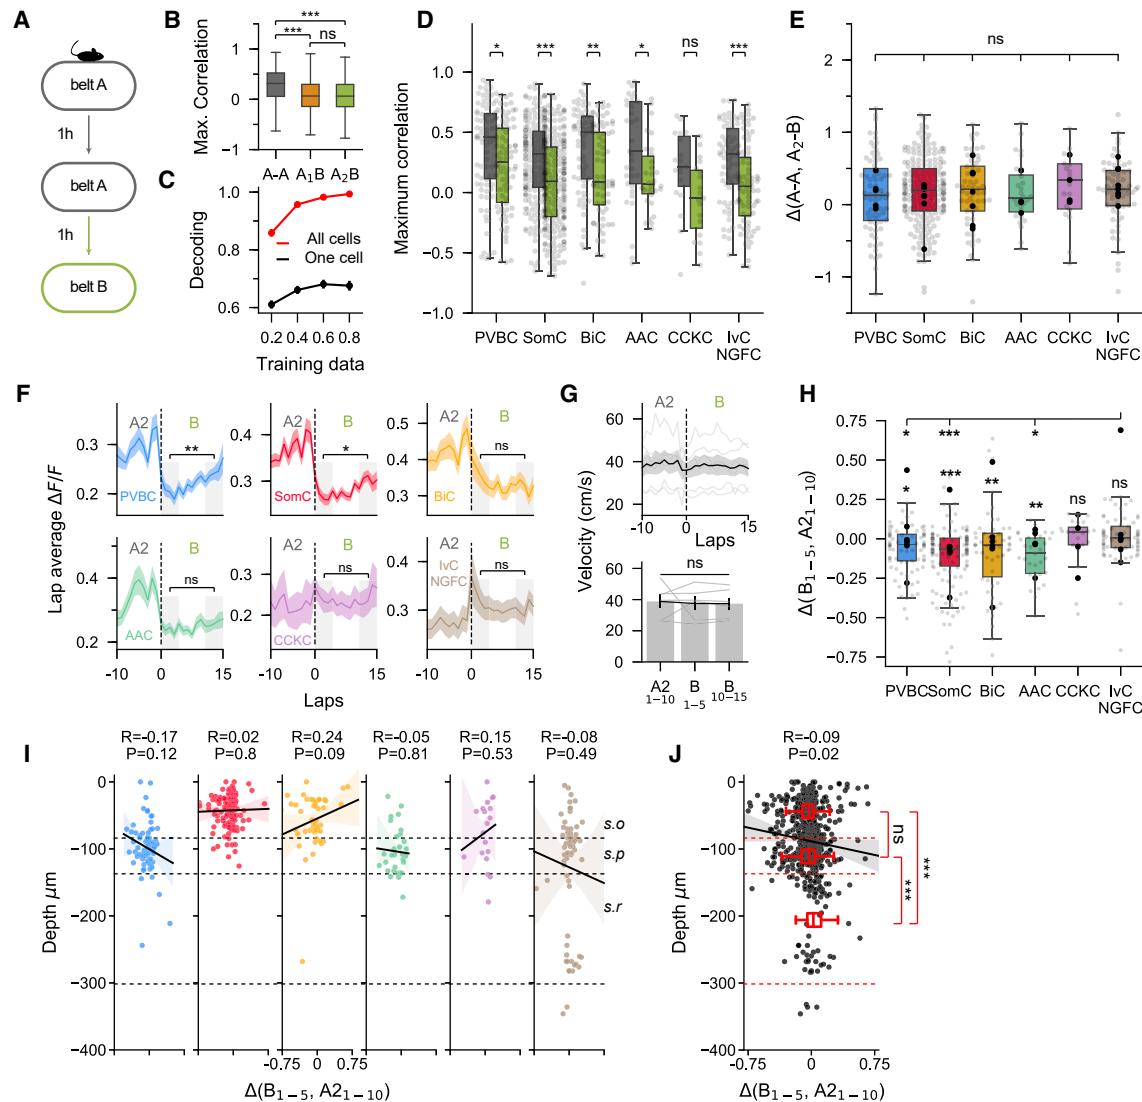 A
belt A
1h
belt A
1h
belt B
B
***
***
ns
Max. Correlation
1
0
−1
A-A A₁B A₂B
C
Decoding
1.0
0.8
0.6
All cells
One cell
0.2 0.4 0.6 0.8
Training data
D
* *** ** * ns ***
Maximum correlation
1.0
0.5
0.0
−0.5
−1.0
PVBC SomC BiC AAC CCKC IvC
NGFC
E
ns
Δ(A-A, A₂-B)
2
1
0
−1
PVBC SomC BiC AAC CCKC IvC
NGFC
F
Lap average ΔF/F
A2 B
**
0.3
0.2
PVBC
A2 B
*
0.4
0.3
SomC
A2 B
ns
0.4
0.3
BiC
A2 B
ns
0.4
0.2
AAC
-10 0 15
A2 B
ns
0.3
0.2
CCKC
-10 0 15
IvC
NGFC
B
ns
0.3
-10 0 15
Laps
G
A2 B
Velocity (cm/s)
60
40
20
-10 0 15
Laps
ns
60
40
20
0
A2
1−10
B
1−5
B
10−15
H
* *** *
* *** ** ** ns ns
Δ( B₁₋₅, A2₁₋₁₀)
0.75
0.50
0.25
0.00
−0.25
−0.50
−0.75
PVBC SomC BiC AAC CCKC IvC
NGFC
I
R=-0.17
P=0.12
R=0.02
P=0.8
R=0.24
P=0.09
R=-0.05
P=0.81
R=0.15
P=0.53
R=-0.08
P=0.49
Depth μm
0
−100
−200
−300
−400
s.o
s.p
s.r
-0.75 0 0.75
Δ(B₁₋₅, A2₁₋₁₀)
J
R=-0.09
P=0.02
Depth μm
0
−100
−200
−300
−400
ns
***
***
-0.75 0 0.75
Δ(B₁₋₅, A2₁₋₁₀)